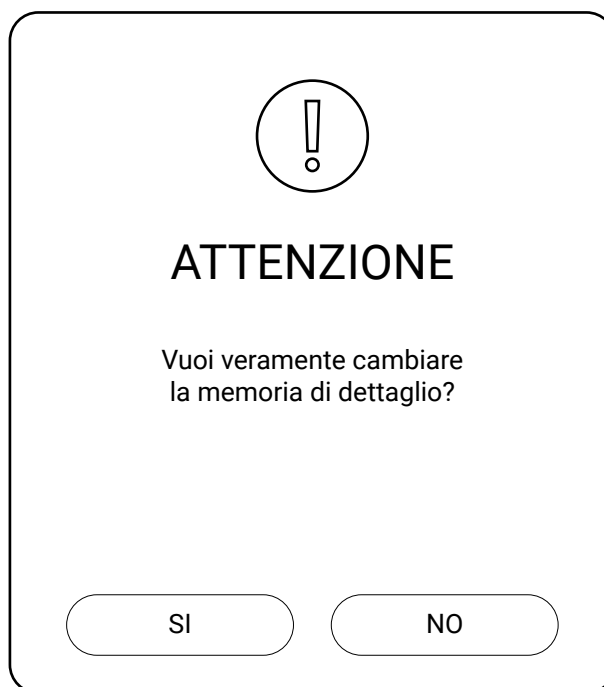 ATTENZIONE
Vuoi veramente cambiare
la memoria di dettaglio?
SI
NO